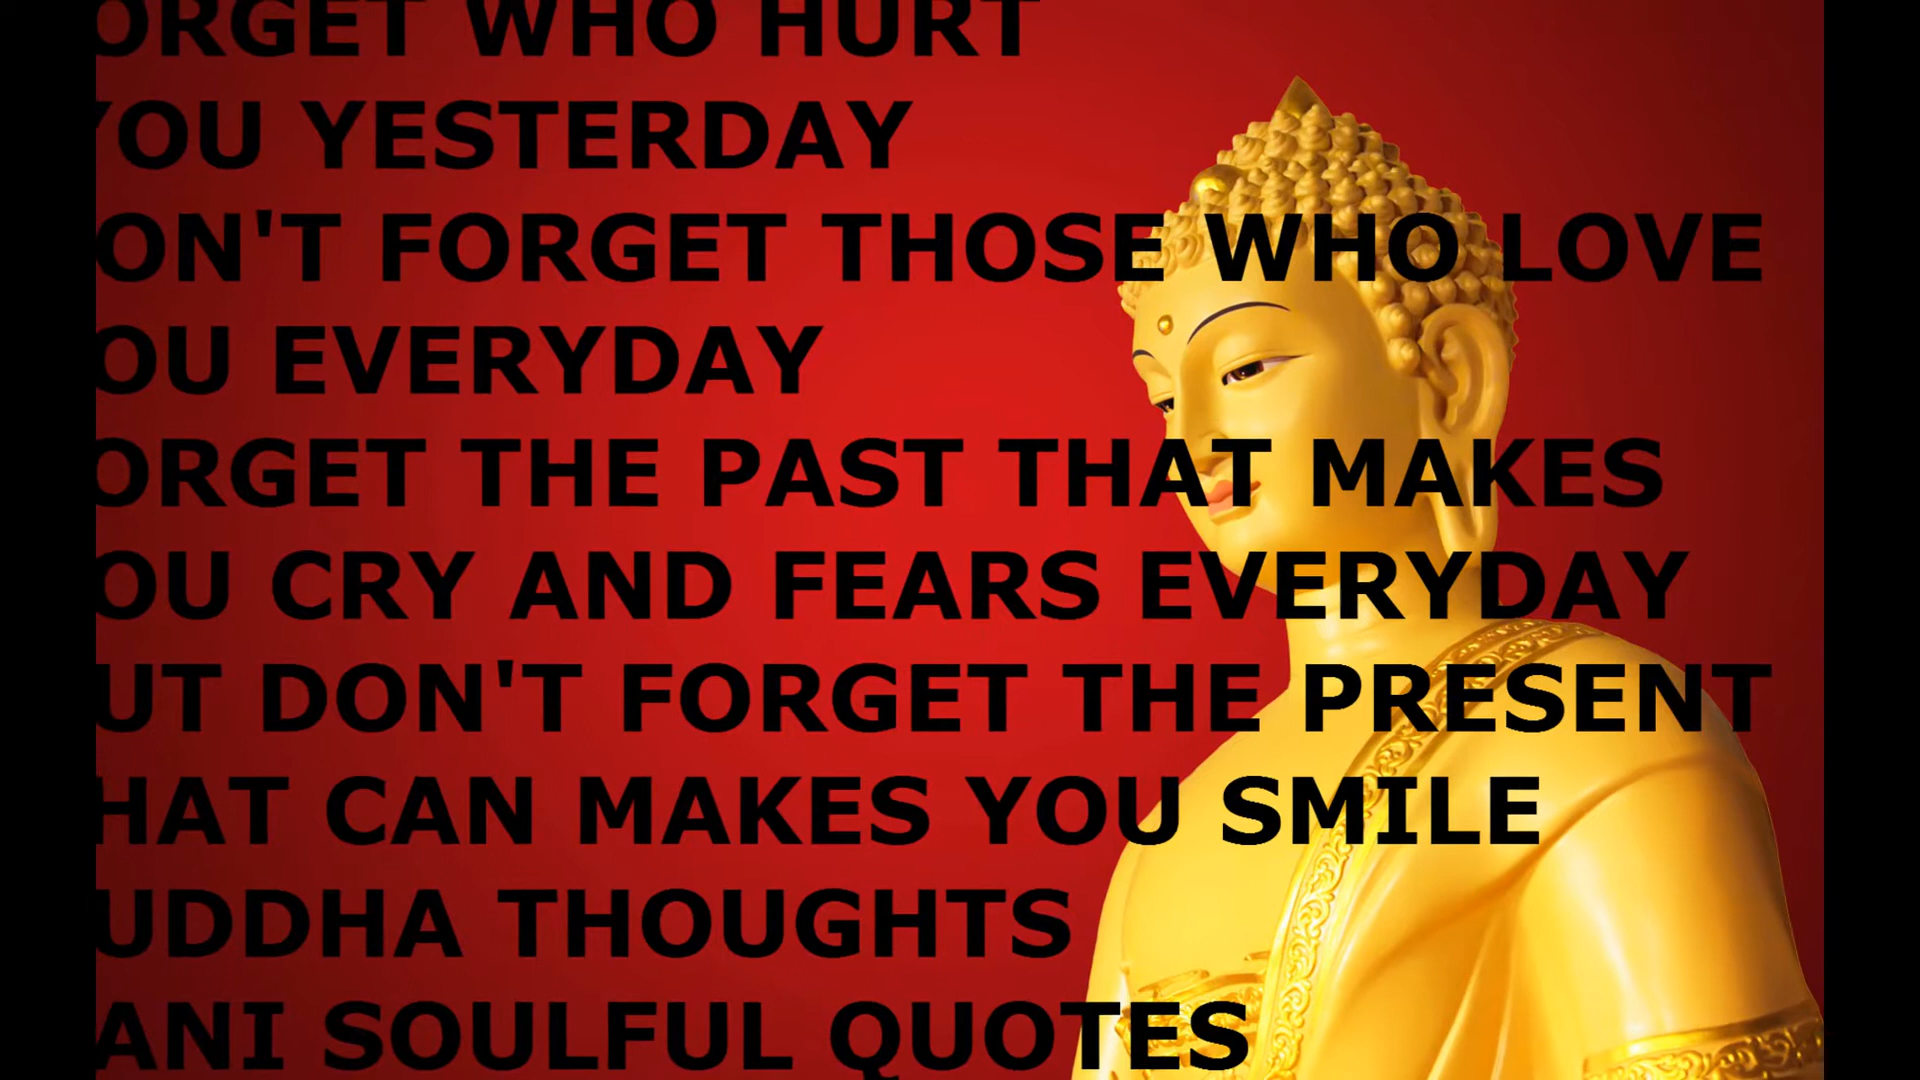 ORGET WHO HURT
YOU YESTERDAY
ON'T FORGET THOSE WHO LOVE
OU EVERYDAY
ORGET THE PAST THAT MAKES
OU CRY AND FEARS EVERYDAY
UT DON'T FORGET THE PRESENT
HAT CAN MAKES YOU SMILE
UDDHA THOUGHTS
ANI SOULFUL QUOTES